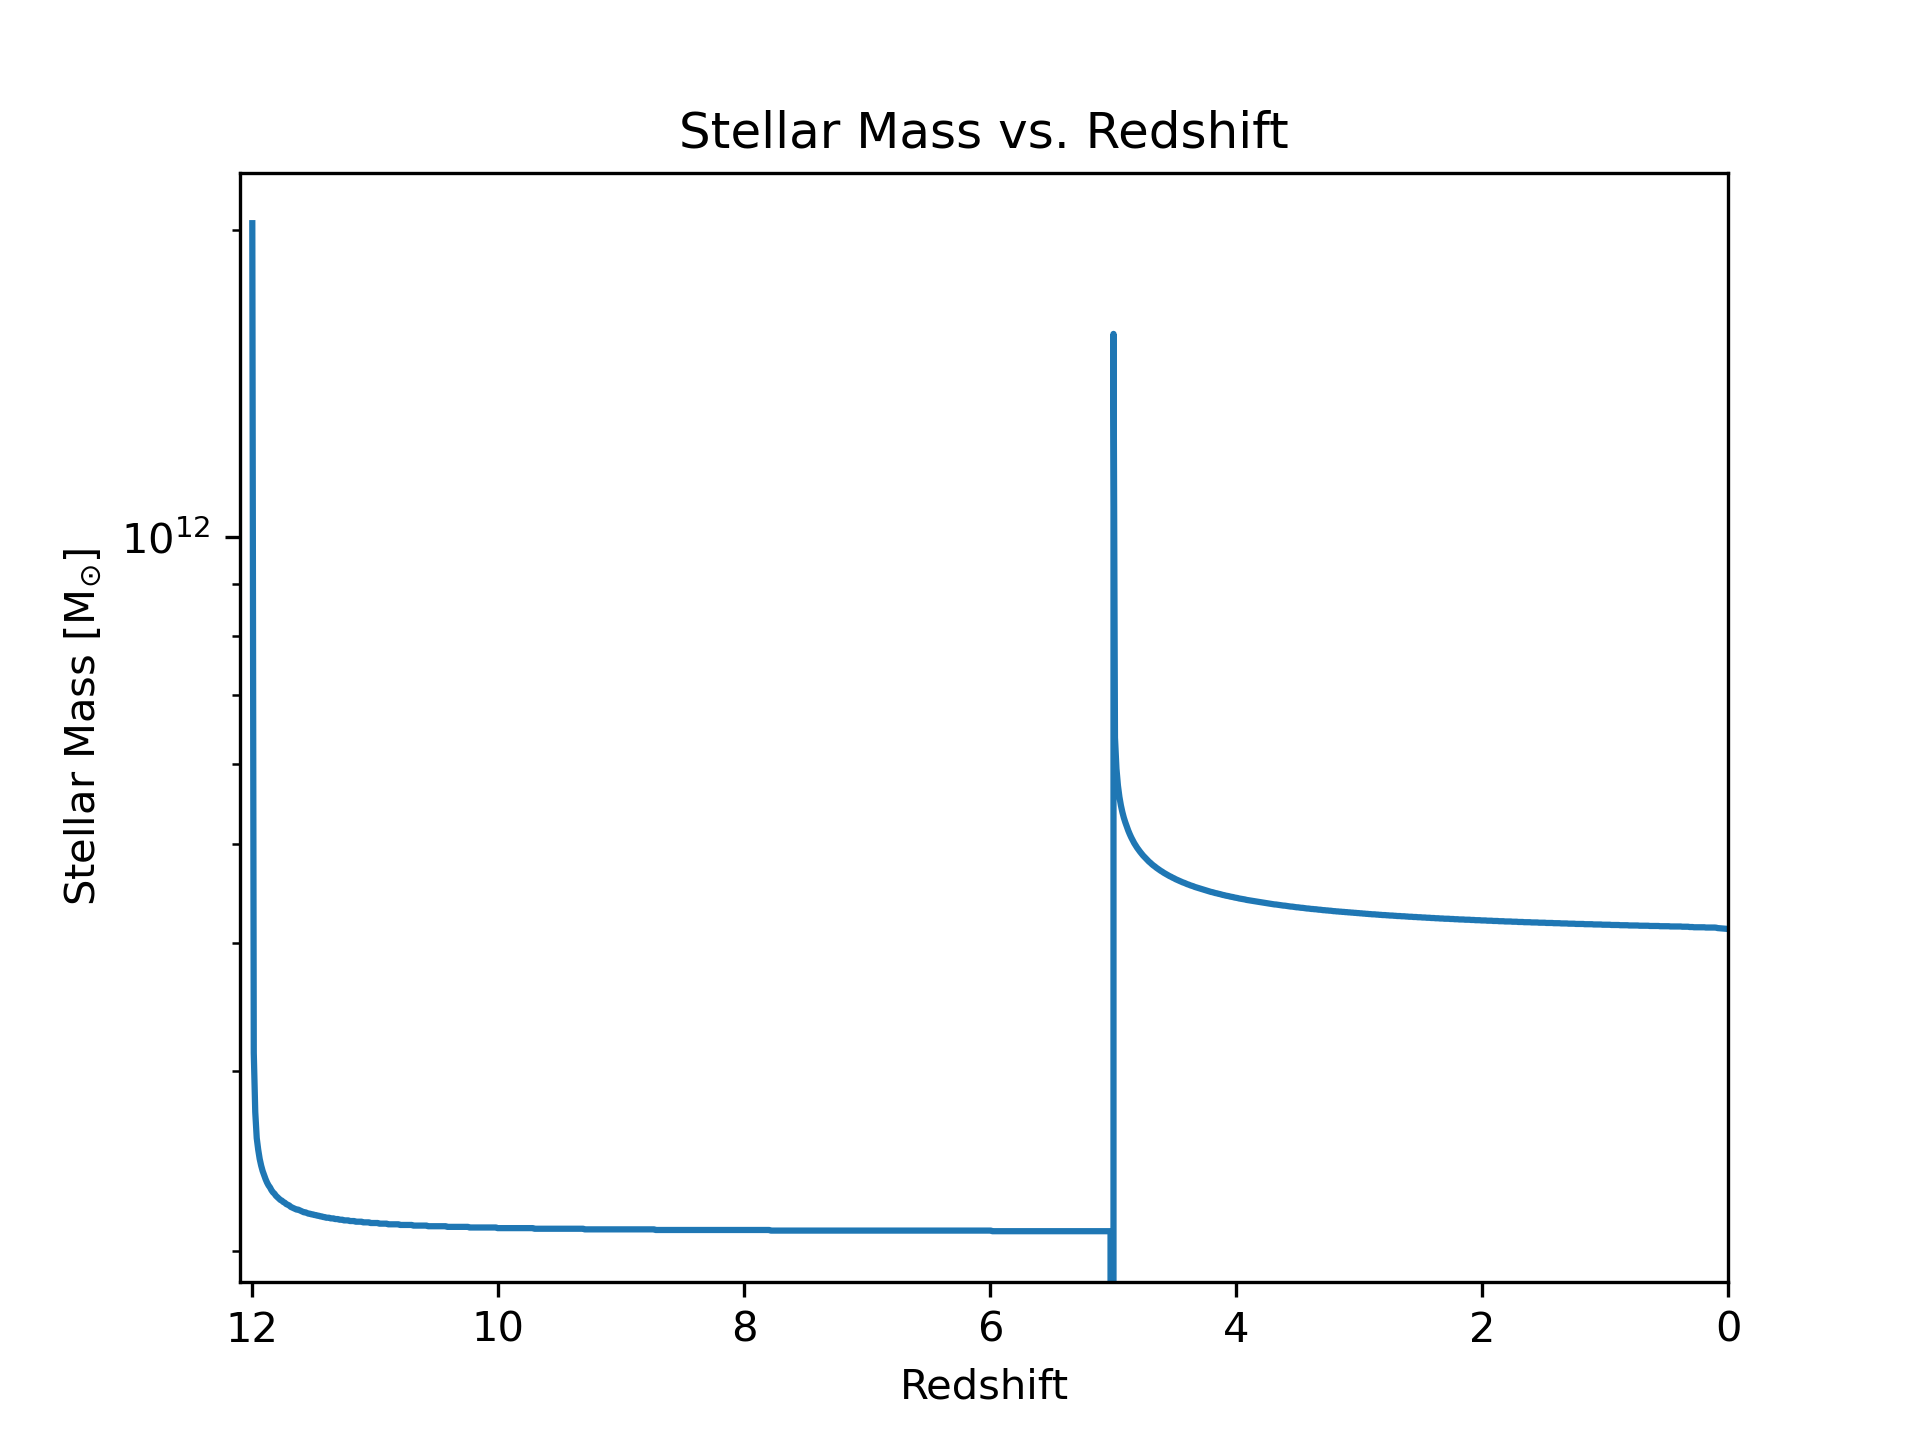 Stellar Mass vs. Redshift
Stellar Mass [M☉]
10¹²
12 10 8 6 4 2 0
Redshift